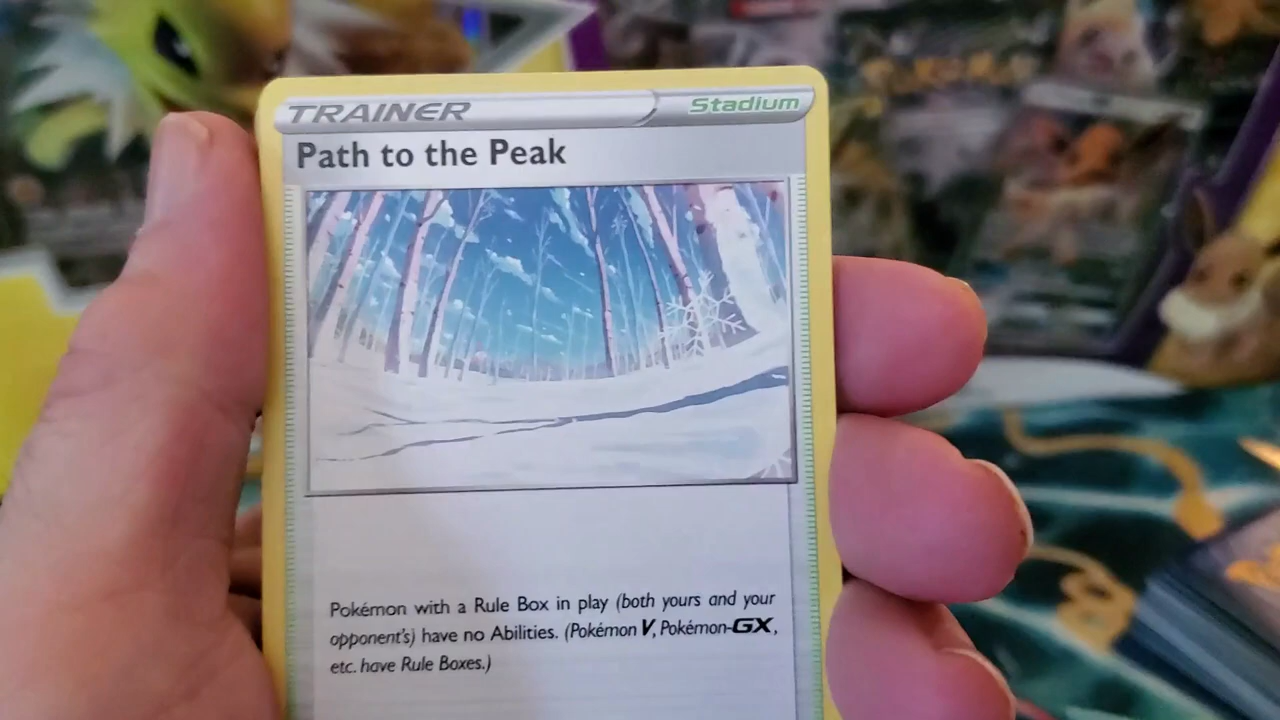 TRAINER Stadium
Path to the Peak
Pokémon with a Rule Box in play (both yours and your
opponent's) have no Abilities. (Pokémon V, Pokémon-GX,
etc. have Rule Boxes.)